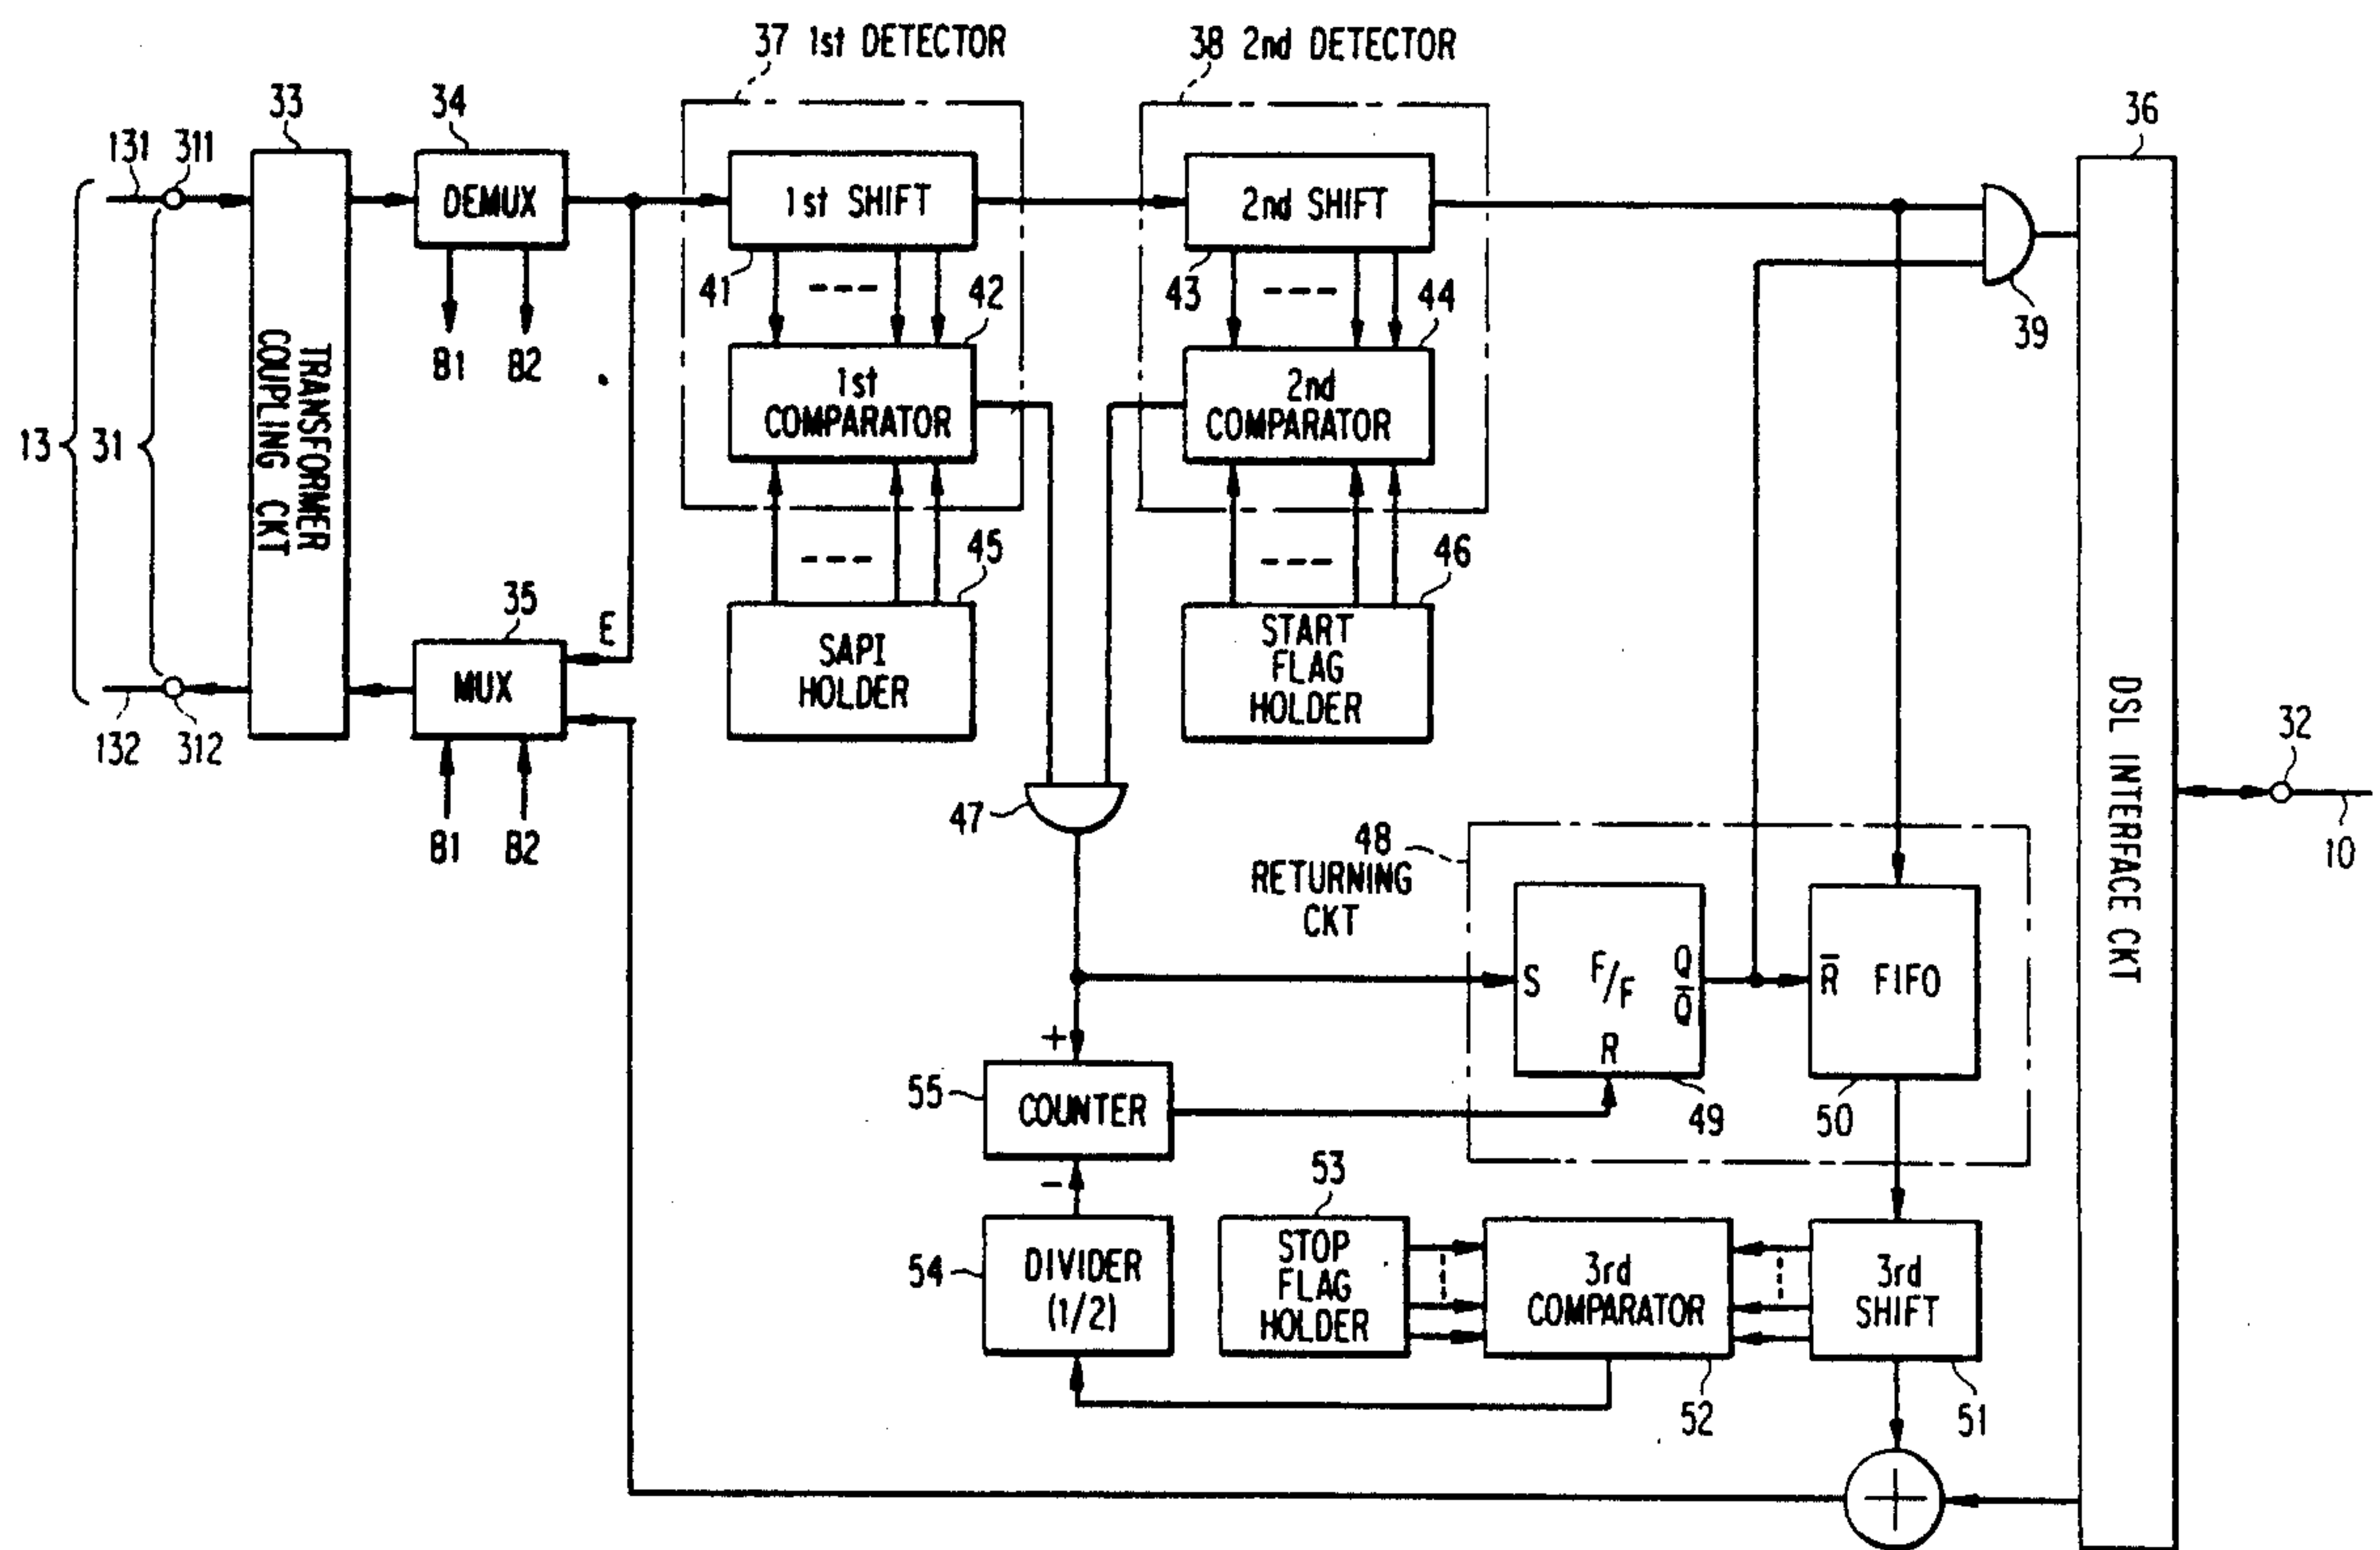 37 1st DETECTOR
38 2nd DETECTOR
33
34
36
131
311
DEMUX
1st SHIFT
2nd SHIFT
41
42
43
44
39
B1 B2
TRANSFORMER
COUPLING CKT
1st
COMPARATOR
2nd
COMPARATOR
13
31
45
46
35
E
SAPI
HOLDER
START
FLAG
HOLDER
MUX
DSL INTERFACE CKT
132
312
32
47
B1 B2
10
48
RETURNING
CKT
S
F/F
Q
Q̅
R
R̅ FIFO
+
55
COUNTER
49
50
-
53
54
DIVIDER
(1/2)
STOP
FLAG
HOLDER
3rd
COMPARATOR
3rd
SHIFT
52
51
+